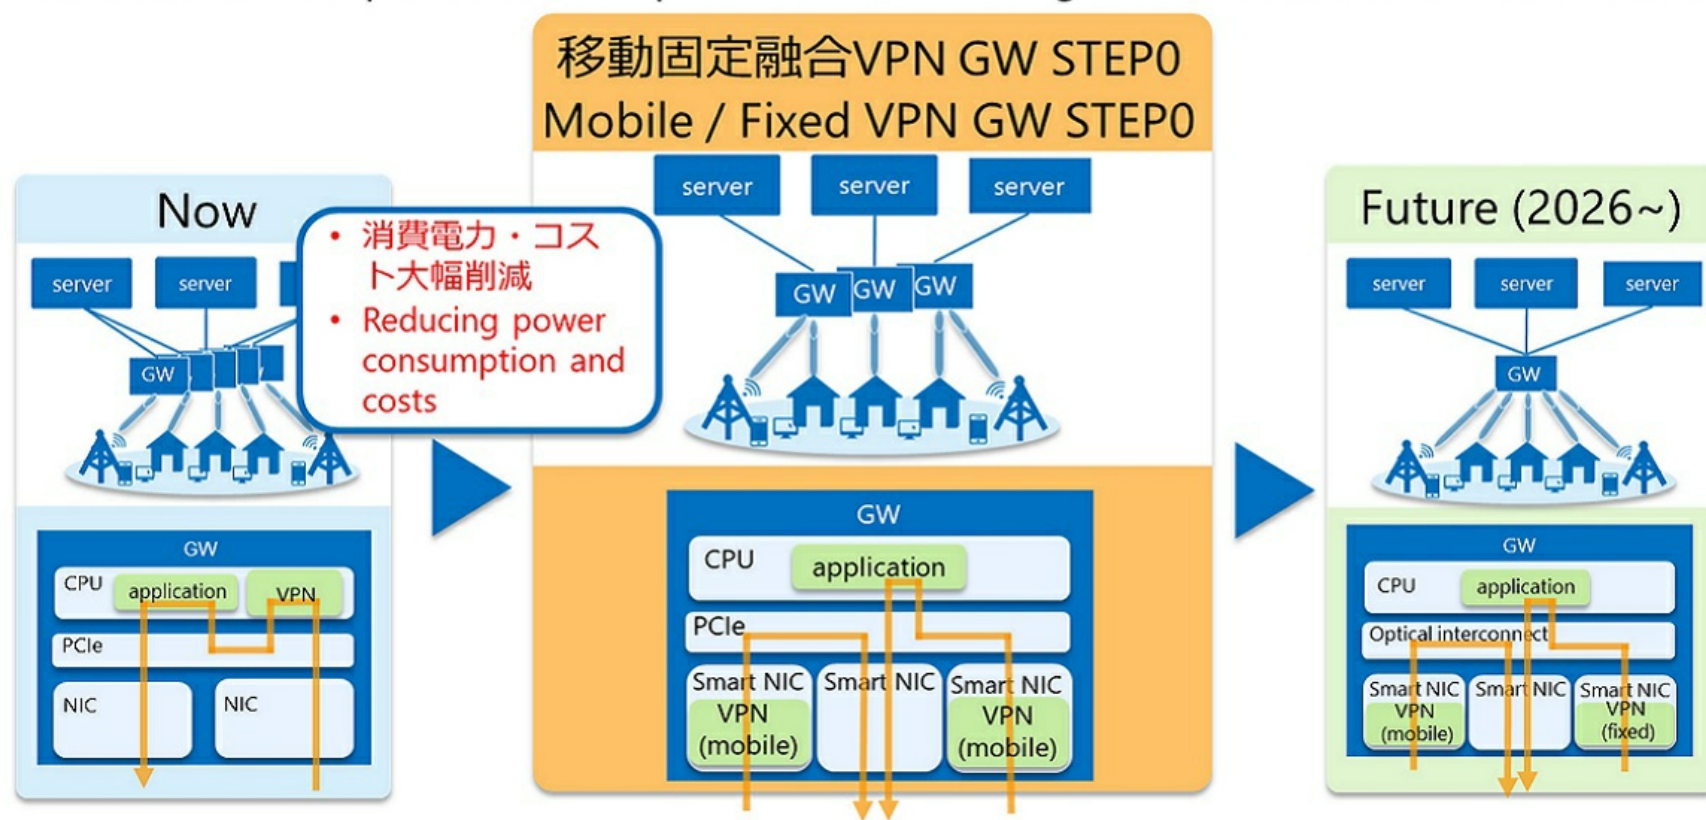 移動固定融合VPN GW STEP0
Mobile / Fixed VPN GW STEP0
Now
server
server
GW
• 消費電力・コス
ト大幅削減
• Reducing power
consumption and
costs
GW
CPU
application
VPN
PCIe
NIC
NIC
server
server
server
GW
GW
GW
GW
CPU
application
PCIe
Smart NIC
VPN
(mobile)
Smart NIC
Smart NIC
VPN
(mobile)
Future (2026~)
server
server
server
GW
GW
CPU
application
Optical interconnect
Smart NIC
VPN
(mobile)
Smart NIC
Smart NIC
VPN
(fixed)